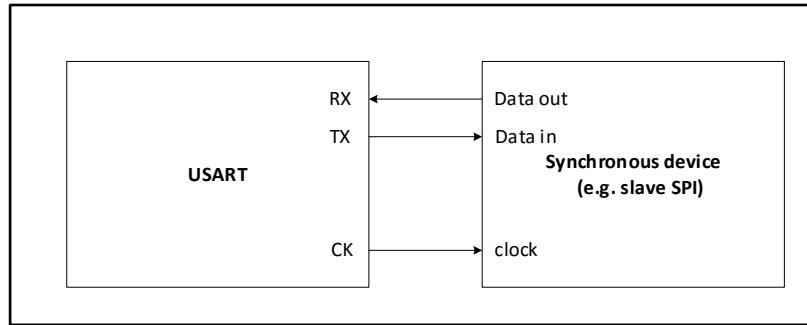 RX
Data out
TX
Data in
USART
Synchronous device
(e.g. slave SPI)
CK
clock